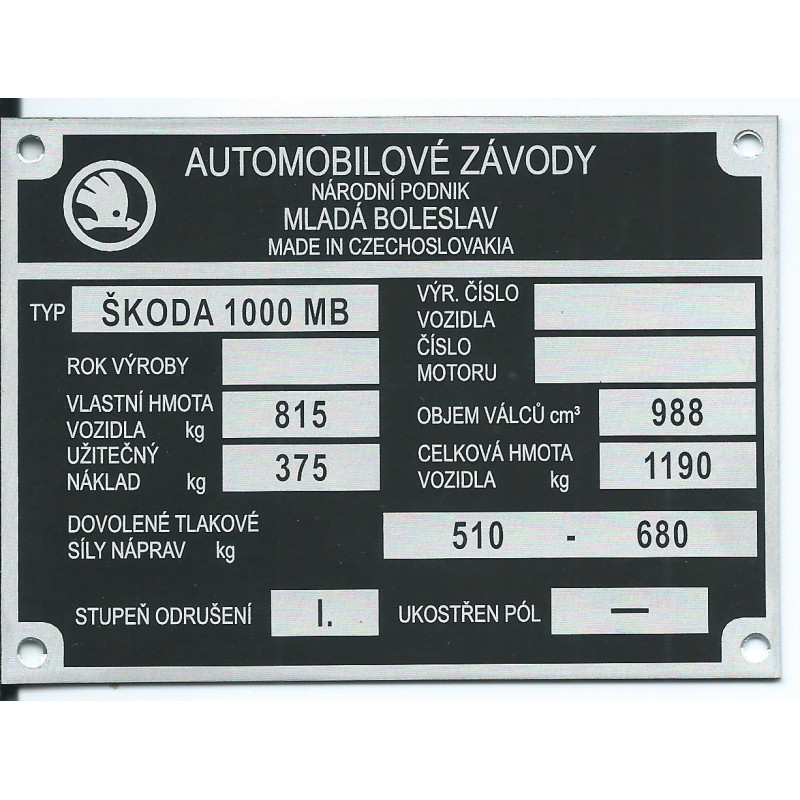 AUTOMOBILOVÉ ZÁVODY
NÁRODNÍ PODNIK
MLADÁ BOLESLAV
MADE IN CZECHOSLOVAKIA
TYP ŠKODA 1000 MB
ROK VÝROBY
VLASTNÍ HMOTA
VOZIDLA kg 815
UŽITEČNÝ
NÁKLAD kg 375
VÝR. ČÍSLO
VOZIDLA
ČÍSLO
MOTORU
OBJEM VÁLCŮ cm³ 988
CELKOVÁ HMOTA
VOZIDLA kg 1190
DOVOLENÉ TLAKOVÉ
SÍLY NÁPRAV kg 510 - 680
STUPEŇ ODRUŠENÍ I. UKOSTŘEN PÓL —